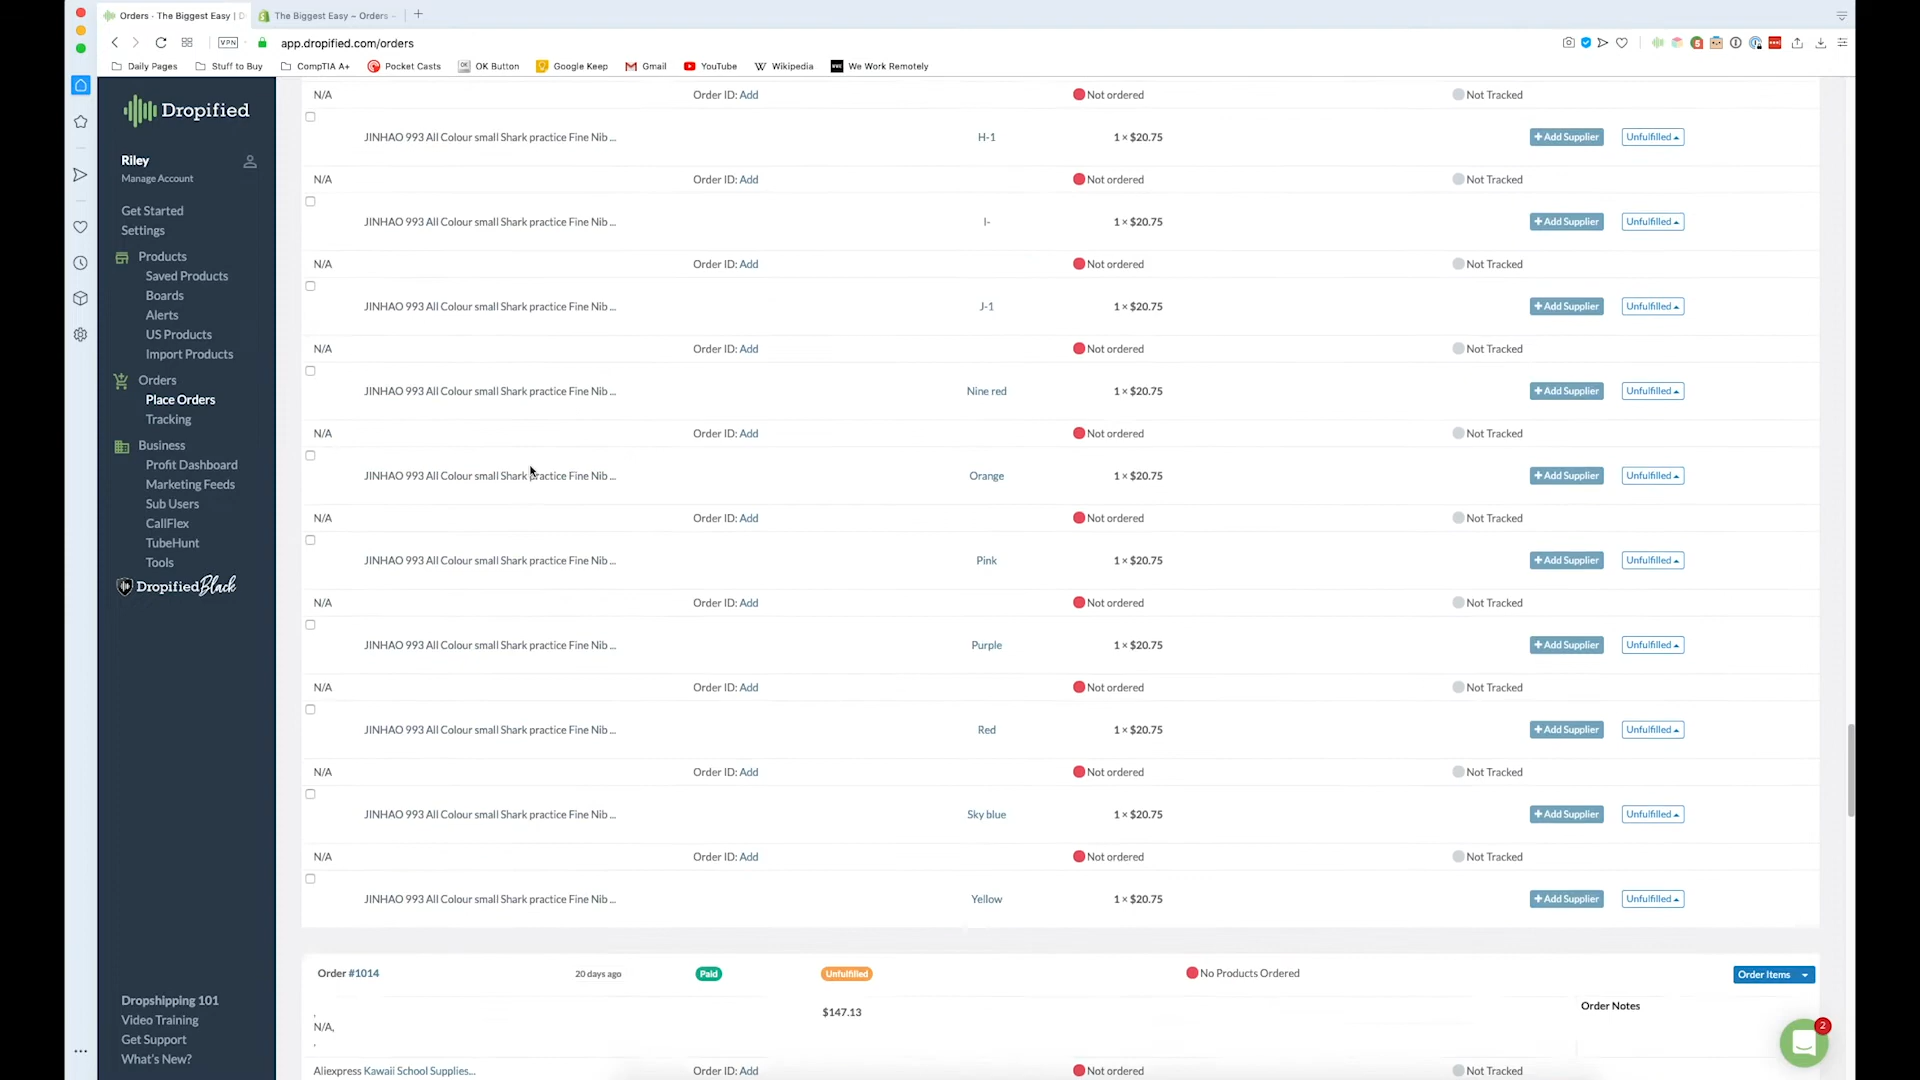 Orders - The Biggest Easy | D
The Biggest Easy ~ Orders -
VPN
app.dropified.com/orders
Daily Pages
Stuff to Buy
CompTIA A+
Pocket Casts
OK Button
Google Keep
Gmail
YouTube
Wikipedia
We Work Remotely
Dropified
Riley
Manage Account
Get Started
Settings
Products
Saved Products
Boards
Alerts
US Products
Import Products
Orders
Place Orders
Tracking
Business
Profit Dashboard
Marketing Feeds
Sub Users
CallFlex
TubeHunt
Tools
Dropified Black
Dropshipping 101
Video Training
Get Support
What's New?
N/A Order ID: Add Not ordered Not Tracked
JINHAO 993 All Colour small Shark practice Fine Nib ... H-1 1 × $20.75 + Add Supplier Unfulfilled
N/A Order ID: Add Not ordered Not Tracked
JINHAO 993 All Colour small Shark practice Fine Nib ... I- 1 × $20.75 + Add Supplier Unfulfilled
N/A Order ID: Add Not ordered Not Tracked
JINHAO 993 All Colour small Shark practice Fine Nib ... J-1 1 × $20.75 + Add Supplier Unfulfilled
N/A Order ID: Add Not ordered Not Tracked
JINHAO 993 All Colour small Shark practice Fine Nib ... Nine red 1 × $20.75 + Add Supplier Unfulfilled
N/A Order ID: Add Not ordered Not Tracked
JINHAO 993 All Colour small Shark practice Fine Nib ... Orange 1 × $20.75 + Add Supplier Unfulfilled
N/A Order ID: Add Not ordered Not Tracked
JINHAO 993 All Colour small Shark practice Fine Nib ... Pink 1 × $20.75 + Add Supplier Unfulfilled
N/A Order ID: Add Not ordered Not Tracked
JINHAO 993 All Colour small Shark practice Fine Nib ... Purple 1 × $20.75 + Add Supplier Unfulfilled
N/A Order ID: Add Not ordered Not Tracked
JINHAO 993 All Colour small Shark practice Fine Nib ... Red 1 × $20.75 + Add Supplier Unfulfilled
N/A Order ID: Add Not ordered Not Tracked
JINHAO 993 All Colour small Shark practice Fine Nib ... Sky blue 1 × $20.75 + Add Supplier Unfulfilled
N/A Order ID: Add Not ordered Not Tracked
JINHAO 993 All Colour small Shark practice Fine Nib ... Yellow 1 × $20.75 + Add Supplier Unfulfilled
Order #1014 20 days ago Paid Unfulfilled No Products Ordered Order Items
,
N/A, $147.13 Order Notes
,
Aliexpress Kawaii School Supplies... Order ID: Add Not ordered Not Tracked
2